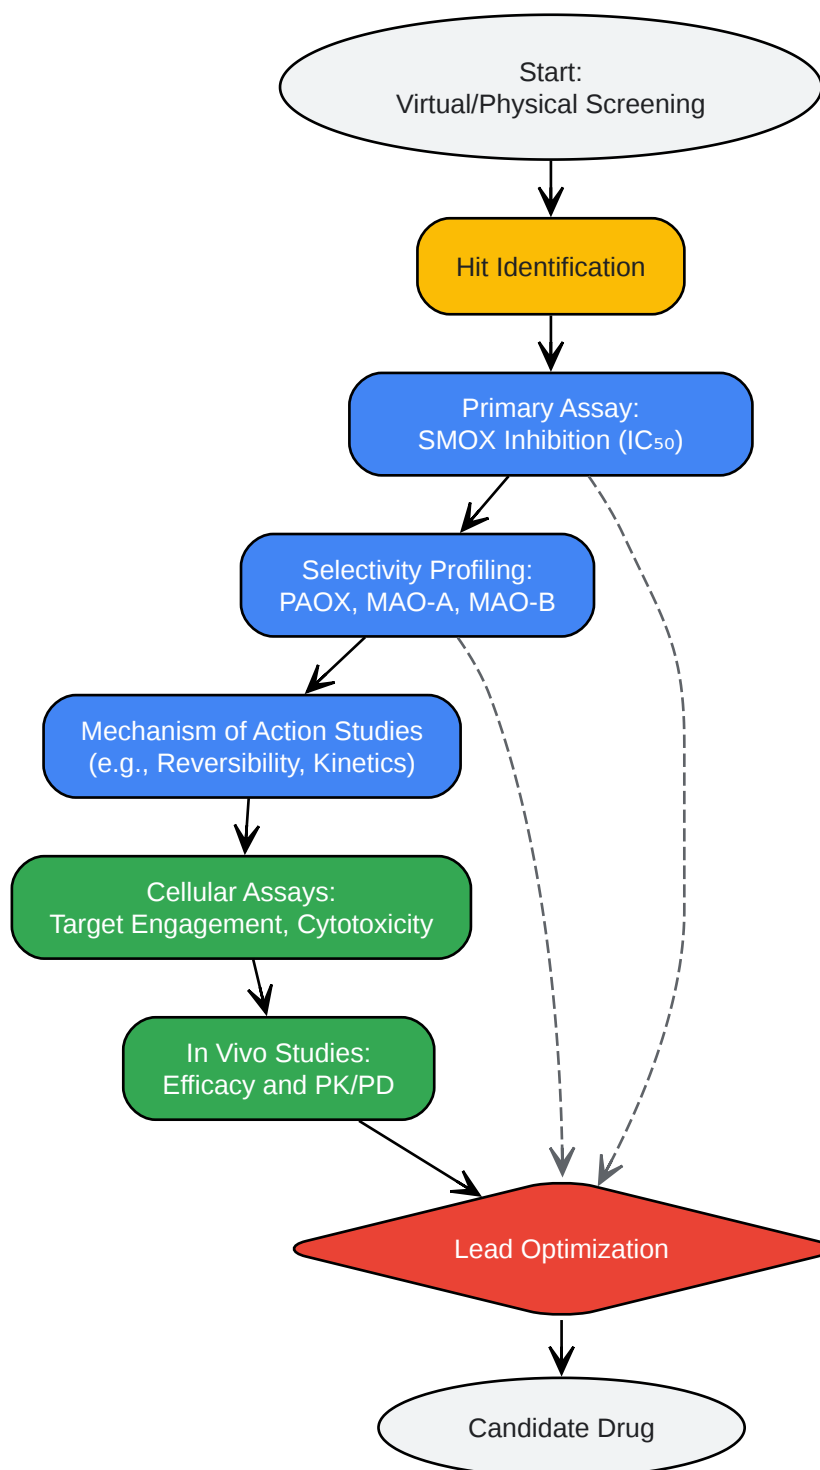 Start:
Virtual/Physical Screening
Hit Identification
Primary Assay:
SMOX Inhibition (IC₅₀)
Selectivity Profiling:
PAOX, MAO-A, MAO-B
Mechanism of Action Studies
(e.g., Reversibility, Kinetics)
Cellular Assays:
Target Engagement, Cytotoxicity
In Vivo Studies:
Efficacy and PK/PD
Lead Optimization
Candidate Drug